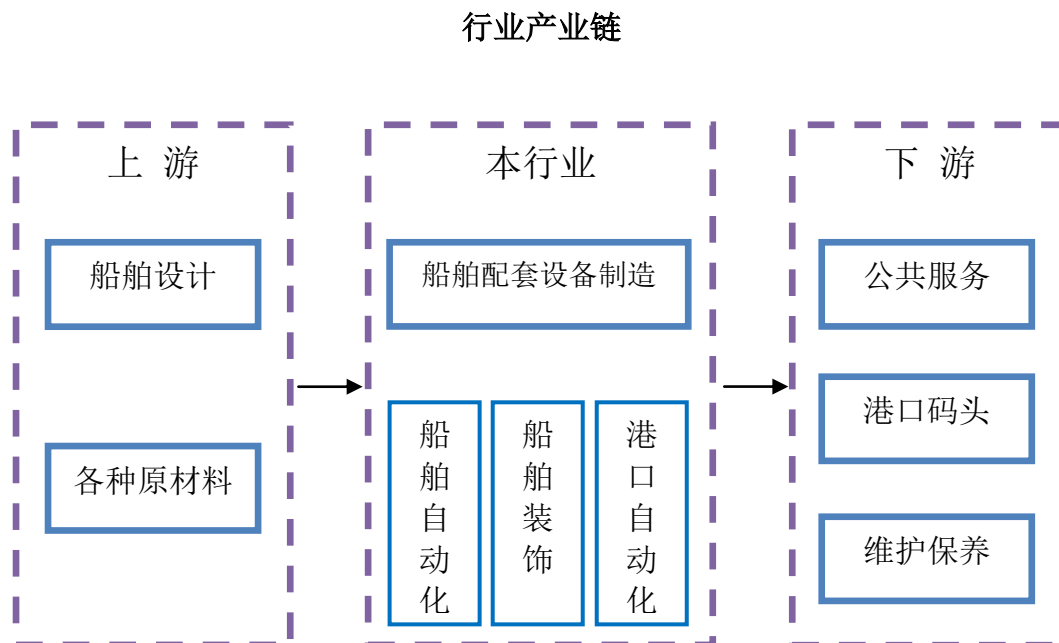 行业产业链
上 游
船舶设计
各种原材料
本行业
船舶配套设备制造
船舶自动化
船舶装饰
港口自动化
下 游
公共服务
港口码头
维护保养